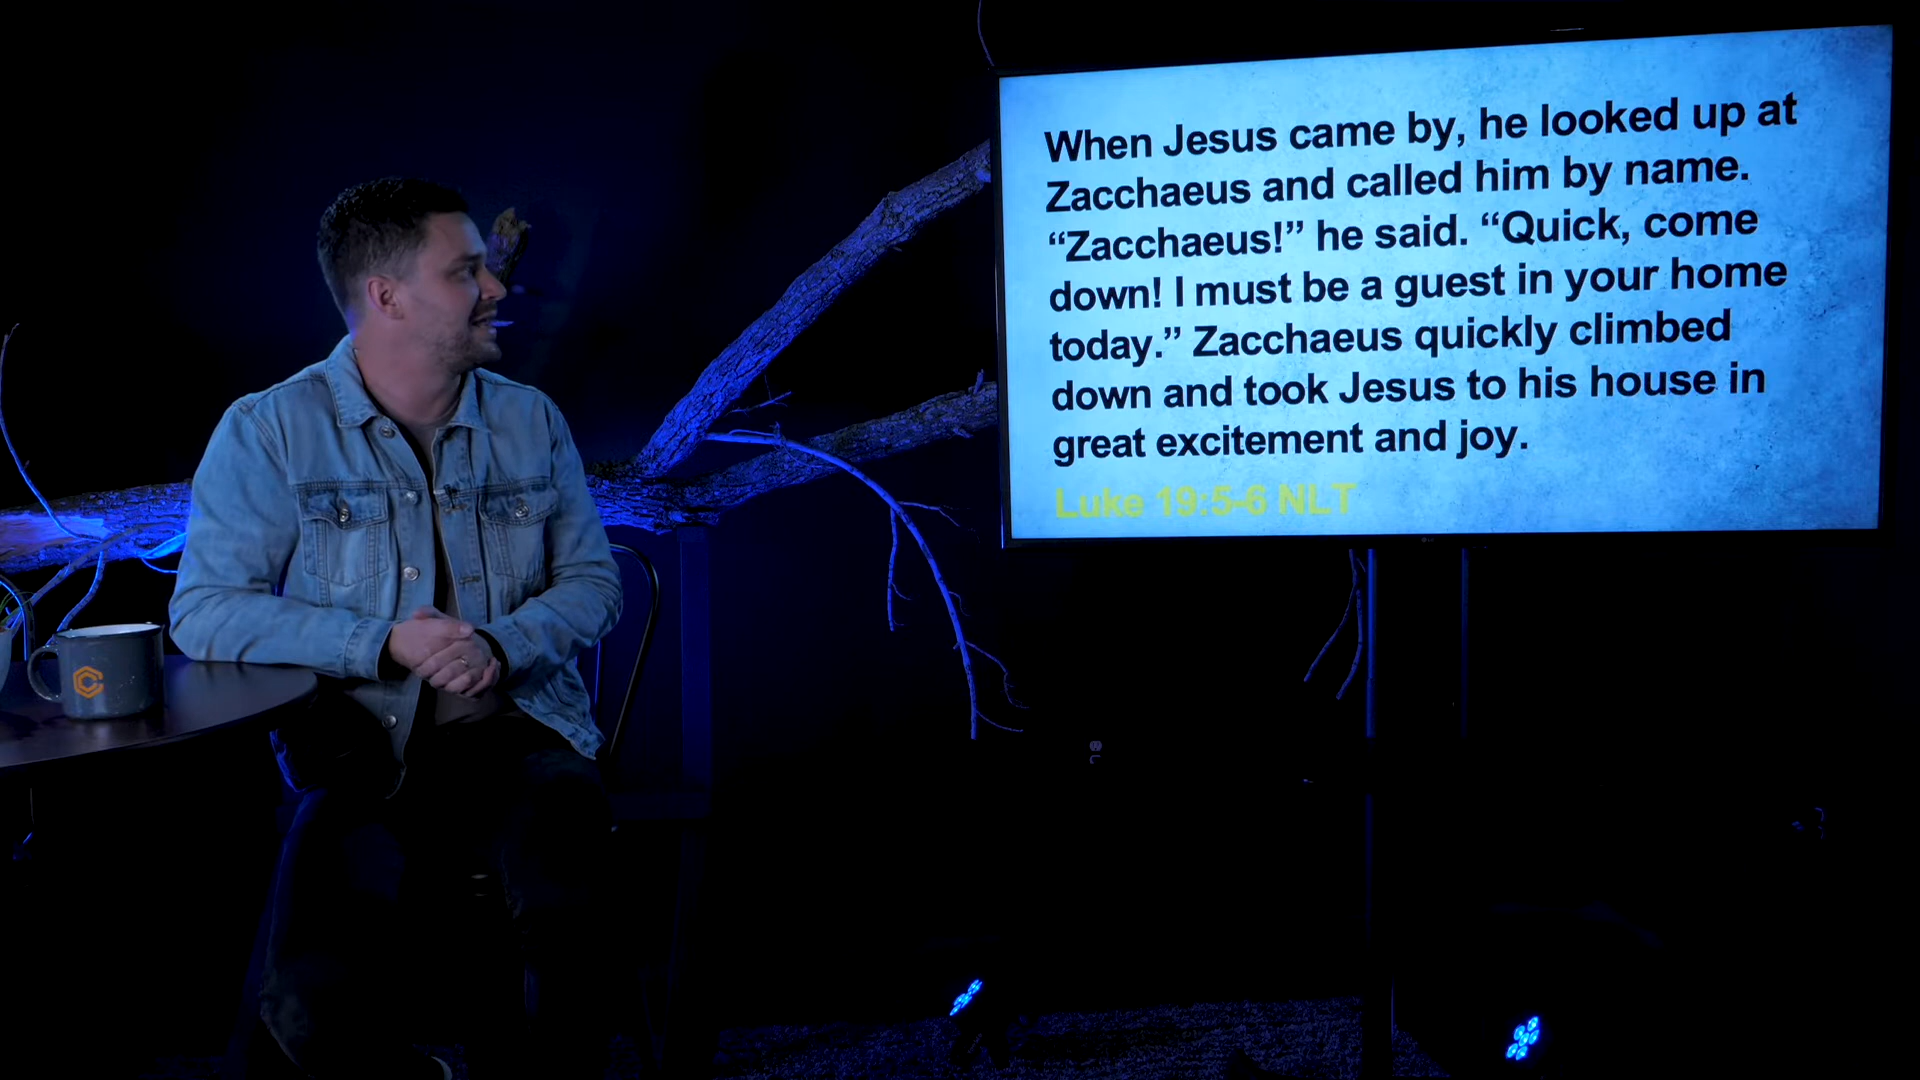 When Jesus came by, he looked up at
Zacchaeus and called him by name.
“Zacchaeus!” he said. “Quick, come
down! I must be a guest in your home
today.” Zacchaeus quickly climbed
down and took Jesus to his house in
great excitement and joy.
Luke 19:5-6 NLT